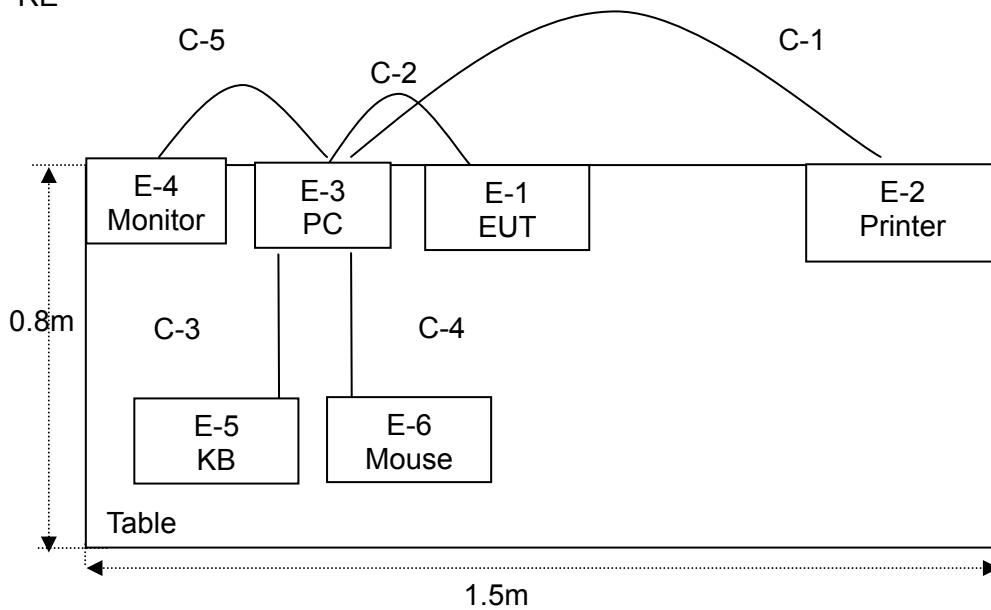 C-5
C-1
C-2
E-4
Monitor
E-3
PC
E-1
EUT
E-2
Printer
0.8m
C-3
C-4
E-5
KB
E-6
Mouse
Table
1.5m